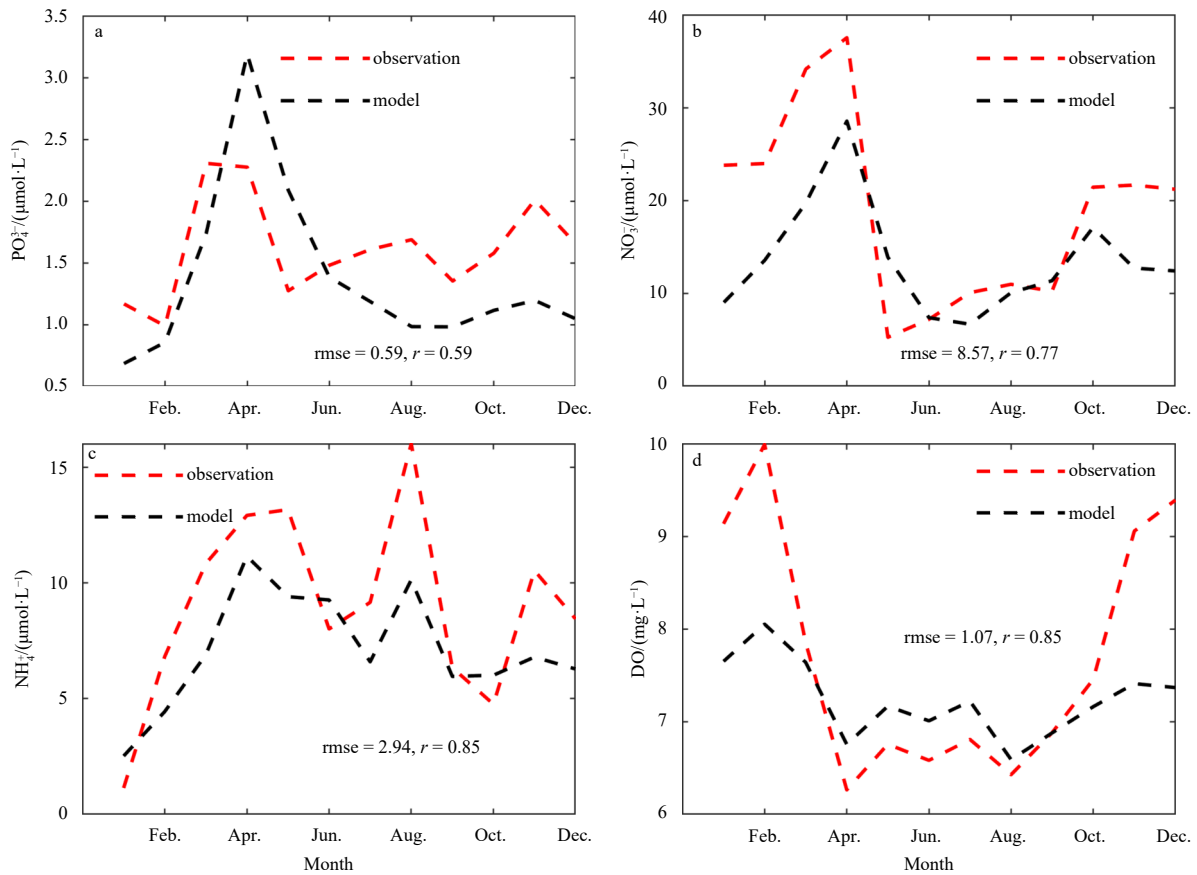 a
observation
model
rmse = 0.59, r = 0.59
PO₄³⁻/(μmol·L⁻¹)
3.5
3.0
2.5
2.0
1.5
1.0
0.5
Feb. Apr. Jun. Aug. Oct. Dec.
b
observation
model
rmse = 8.57, r = 0.77
NO₃⁻/(μmol·L⁻¹)
40
30
20
10
0
Feb. Apr. Jun. Aug. Oct. Dec.
c
observation
model
rmse = 2.94, r = 0.85
NH₄⁺/(μmol·L⁻¹)
15
10
5
0
Feb. Apr. Jun. Aug. Oct. Dec.
Month
d
observation
model
rmse = 1.07, r = 0.85
DO/(mg·L⁻¹)
10
9
8
7
6
Feb. Apr. Jun. Aug. Oct. Dec.
Month